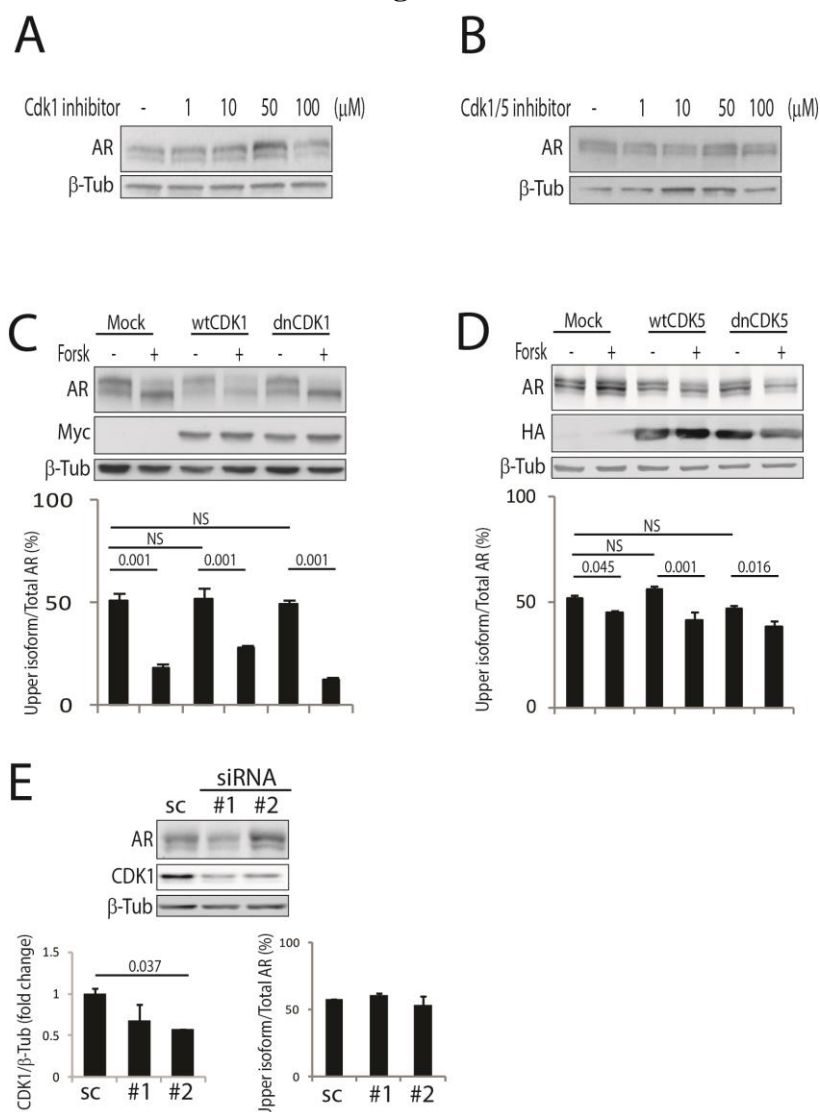 g
A
Cdk1 inhibitor - 1 10 50 100 (μM)
AR
β-Tub
B
Cdk1/5 inhibitor - 1 10 50 100 (μM)
AR
β-Tub
C
Mock wtCDK1 dnCDK1
Forsk - + - + - +
AR
Myc
β-Tub
100
50
0
Upper isoform/Total AR (%)
NS
NS
0.001 0.001 0.001
D
Mock wtCDK5 dnCDK5
Forsk - + - + - +
AR
HA
β-Tub
100
50
0
Upper isoform/Total AR (%)
NS
NS
0.045 0.001 0.016
E
siRNA
sc #1 #2
AR
CDK1
β-Tub
CDK1/β-Tub (fold change)
1.5
1
0.5
0
0.037
sc #1 #2
Upper isoform/Total AR (%)
100
50
0
sc #1 #2